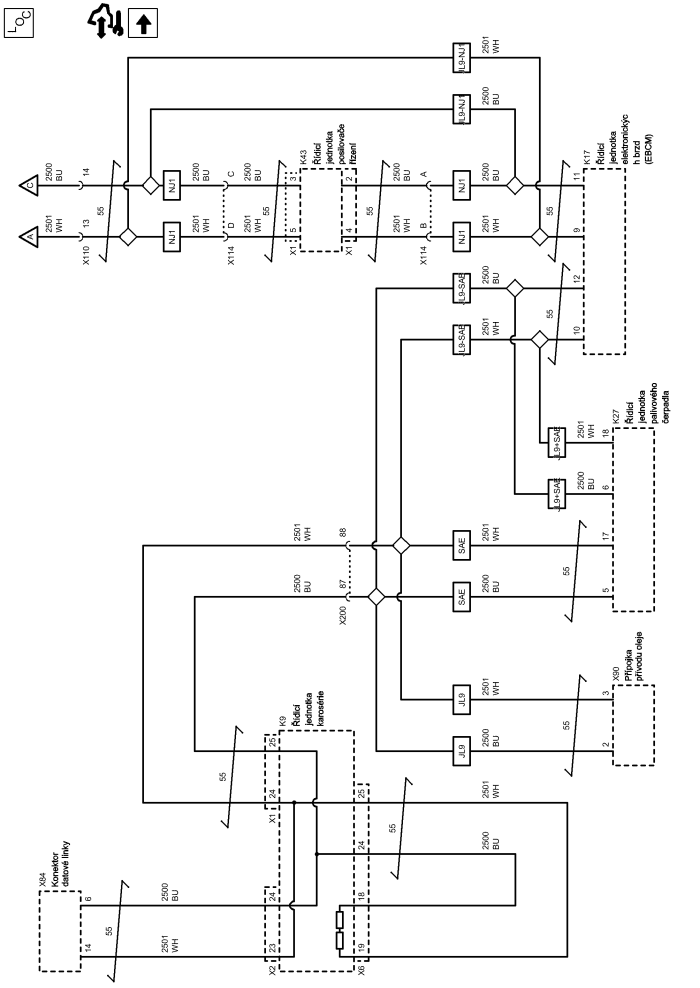 LOC
2501
WH
JL9-NJ1
2500
BU
JL9-NJ1
C
2500
BU
14
55
NJ1
2500
BU
C
2500
BU
55
K43
Řídicí
jednotka
posilovače
řízení
2
55
2500
BU
A
NJ1
2500
BU
55
11
K17
Řídicí
jednotka
elektronickýc
h brzd
(EBCM)
A
2501
WH
13
X110
NJ1
2501
WH
D
X114
2501
WH
5
X1
4
X1
2501
WH
B
X114
NJ1
2501
WH
9
JL9-SAE
2500
BU
12
55
JL9-SAE
2501
WH
10
JL9+SAE
2501
WH
18
K27
Řídicí
jednotka
palivového
čerpadla
JL9+SAE
2500
BU
6
2501
WH
88
SAE
2501
WH
55
17
2500
BU
87
X200
SAE
2500
BU
5
JL9
2501
WH
55
3
X90
Přípojka
přívodu oleje
JL9
2500
BU
2
K9
Řídicí
jednotka
karosérie
25
24
X1
55
25
24
55
2501
WH
2500
BU
X84
Konektor
datové linky
6
55
2500
BU
24
18
14
2501
WH
23
X2
19
X6